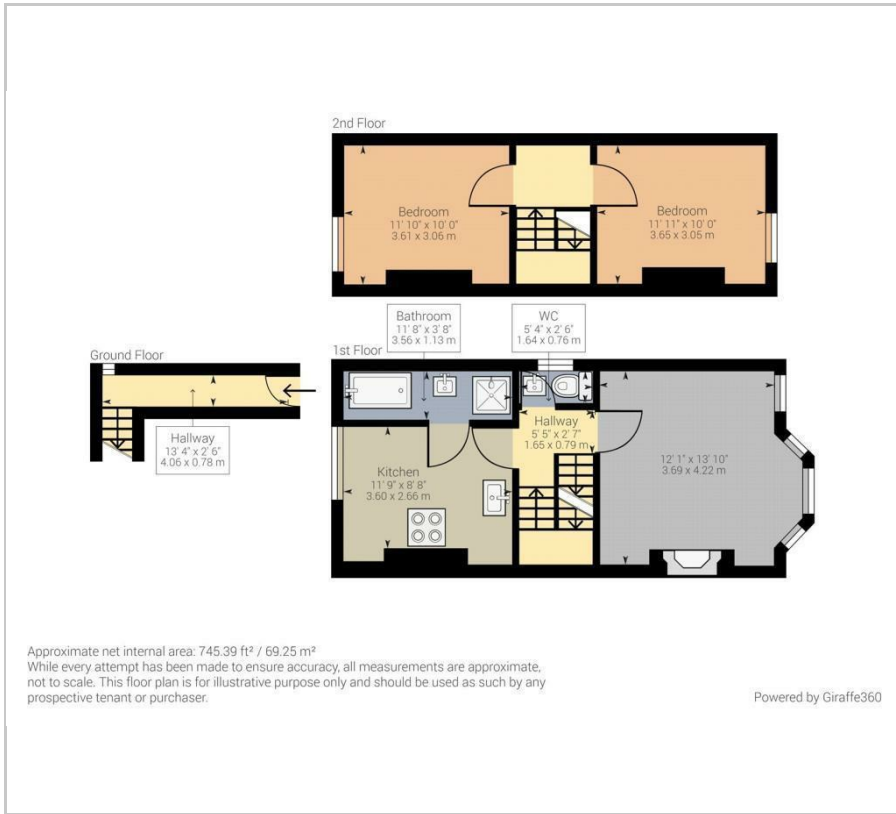 2nd Floor
Bedroom
11' 10" x 10' 0"
3.61 x 3.06 m
Bedroom
11' 11" x 10' 0"
3.65 x 3.05 m
Bathroom
11' 8" x 3' 8"
3.56 x 1.13 m
WC
5' 4" x 2' 6"
1.64 x 0.76 m
Ground Floor
Hallway
13' 4" x 2' 6"
4.06 x 0.78 m
1st Floor
Hallway
5' 5" x 2' 7"
1.65 x 0.79 m
Kitchen
11' 9" x 8' 8"
3.60 x 2.66 m
12' 1" x 13' 10"
3.69 x 4.22 m
Approximate net internal area: 745.39 ft² / 69.25 m²
While every attempt has been made to ensure accuracy, all measurements are approximate,
not to scale. This floor plan is for illustrative purpose only and should be used as such by any
prospective tenant or purchaser.
Powered by Giraffe360